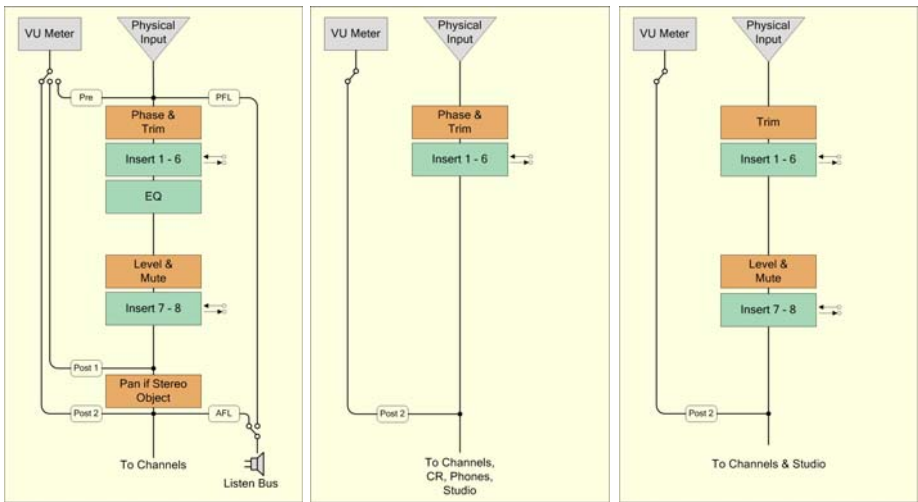 VU Meter
Physical
Input
Pre
PFL
Phase &
Trim
Insert 1 - 6
EQ
Level &
Mute
Insert 7 - 8
Post 1
Pan if Stereo
Object
Post 2
AFL
To Channels
Listen Bus
VU Meter
Physical
Input
Phase &
Trim
Insert 1 - 6
Post 2
To Channels,
CR, Phones,
Studio
VU Meter
Physical
Input
Trim
Insert 1 - 6
Level &
Mute
Insert 7 - 8
Post 2
To Channels & Studio